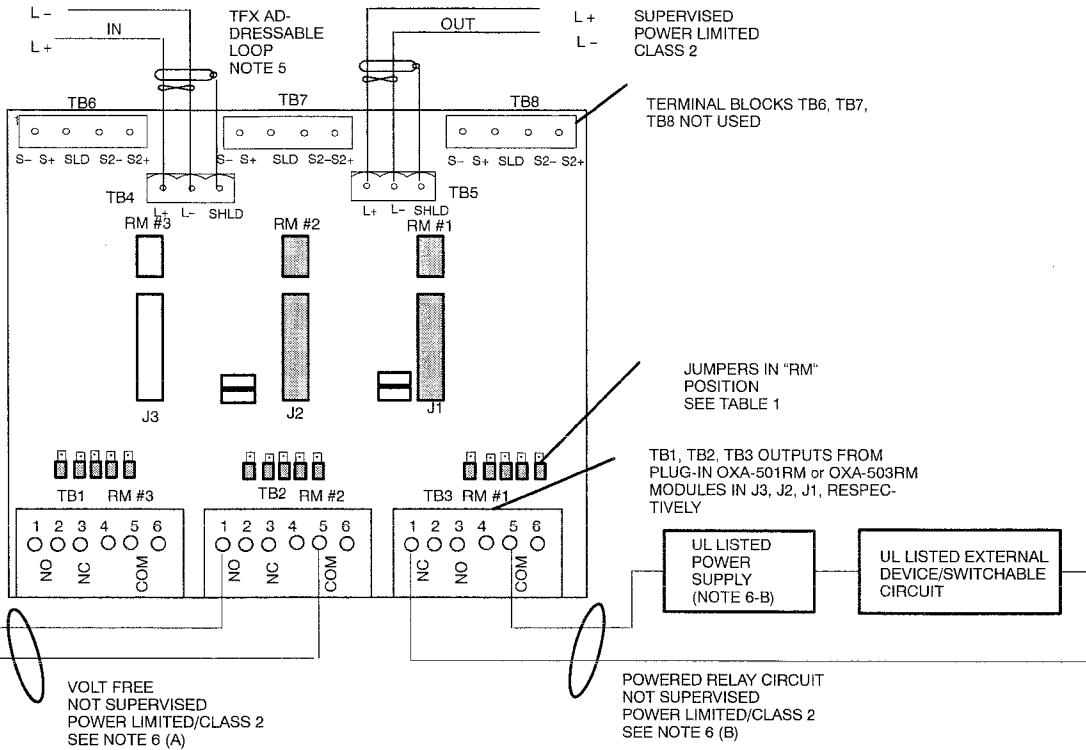 L -
IN
L +
TFX AD-
DRESSABLE
LOOP
NOTE 5
OUT
L +
L -
SUPERVISED
POWER LIMITED
CLASS 2
TB6
TB7
TB8
TERMINAL BLOCKS TB6, TB7,
TB8 NOT USED
S- S+ SLD S2- S2+
S- S+ SLD S2- S2+
S- S+ SLD S2- S2+
TB4
TB5
L+ L- SHLD
L+ L- SHLD
RM #3
RM #2
RM #1
J3
J2
J1
JUMPERS IN "RM"
POSITION
SEE TABLE 1
TB1 RM #3
TB2 RM #2
TB3 RM #1
TB1, TB2, TB3 OUTPUTS FROM
PLUG-IN OXA-501RM or OXA-503RM
MODULES IN J3, J2, J1, RESPEC-
TIVELY
1 2 3 4 5 6
NO NC COM
1 2 3 4 5 6
NO NC COM
1 2 3 4 5 6
NC NO COM
UL LISTED
POWER
SUPPLY
(NOTE 6-B)
UL LISTED EXTERNAL
DEVICE/SWITCHABLE
CIRCUIT
VOLT FREE
NOT SUPERVISED
POWER LIMITED/CLASS 2
SEE NOTE 6 (A)
POWERED RELAY CIRCUIT
NOT SUPERVISED
POWER LIMITED/CLASS 2
SEE NOTE 6 (B)